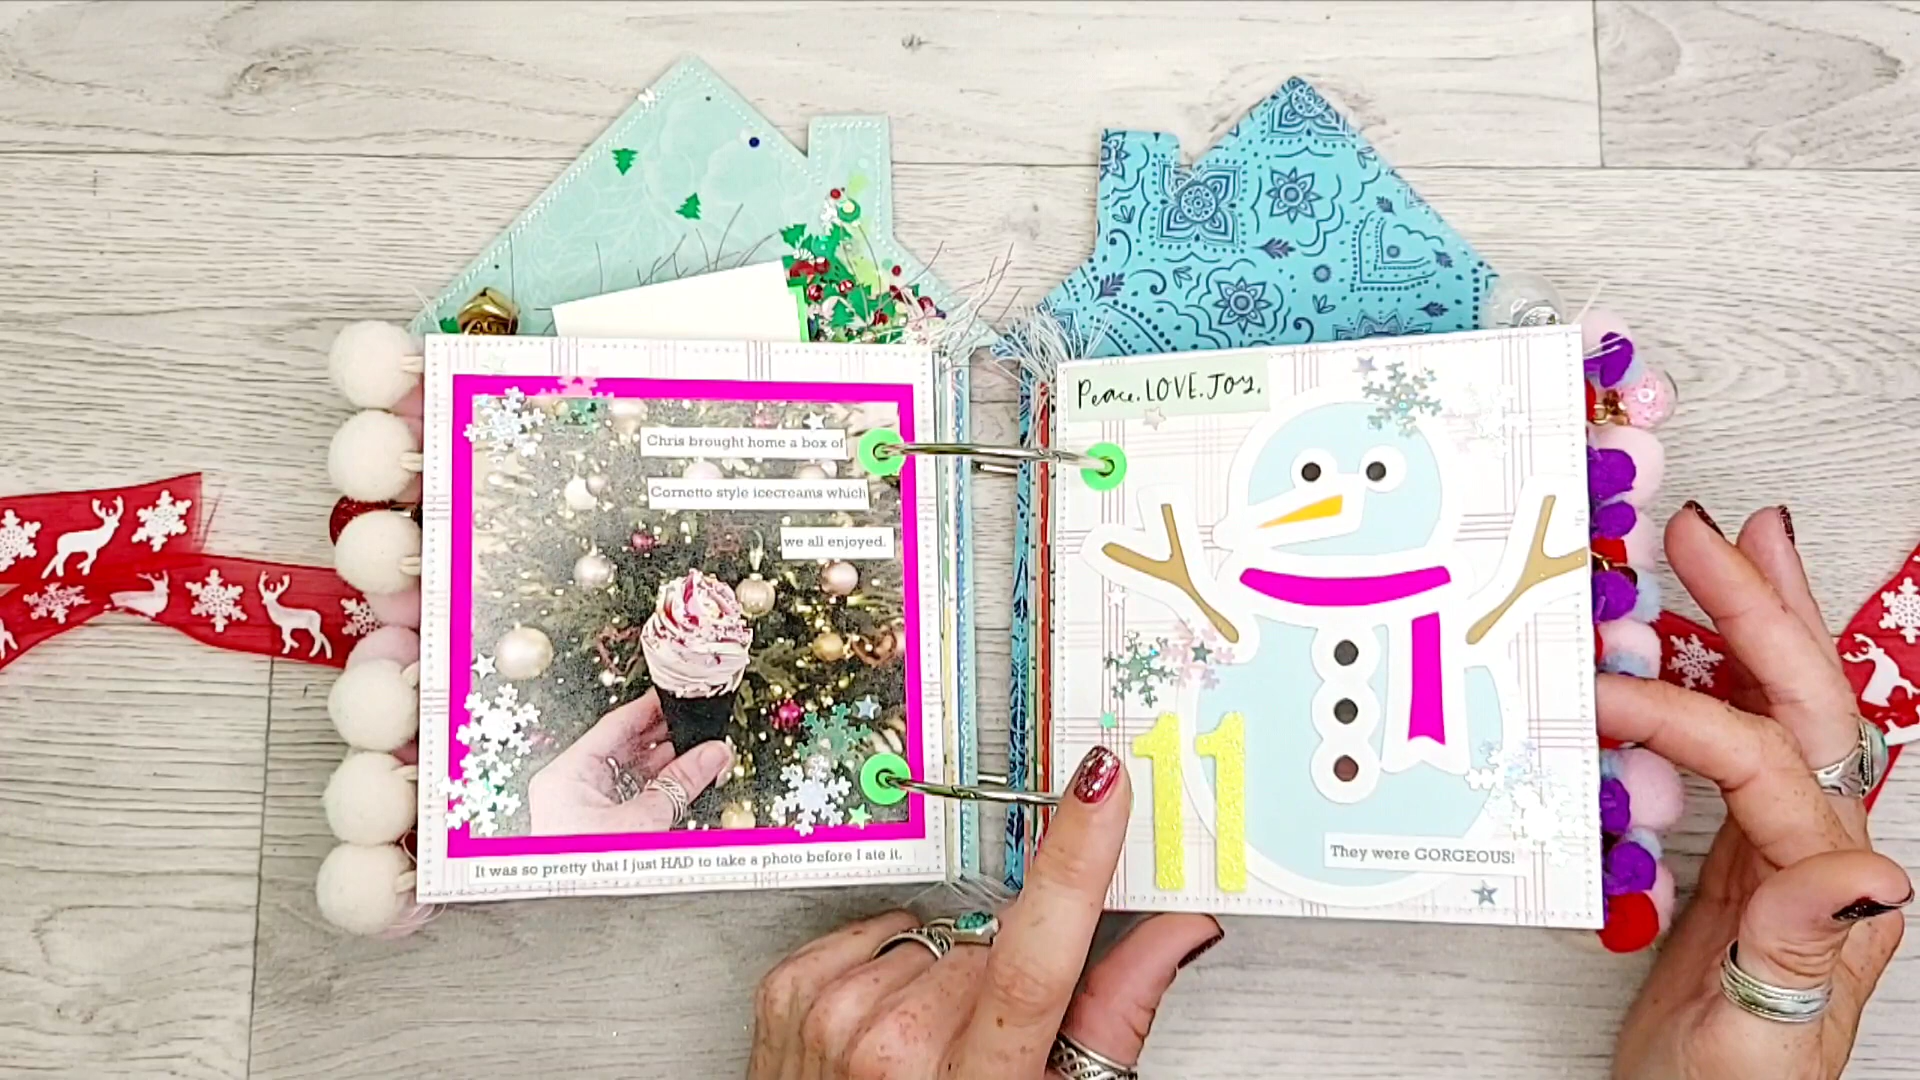 Chris brought home a box of
Cornetto style icecreams which
we all enjoyed.
It was so pretty that I just HAD to take a photo before I ate it.
Peace. LOVE. JOY.
11
They were GORGEOUS!